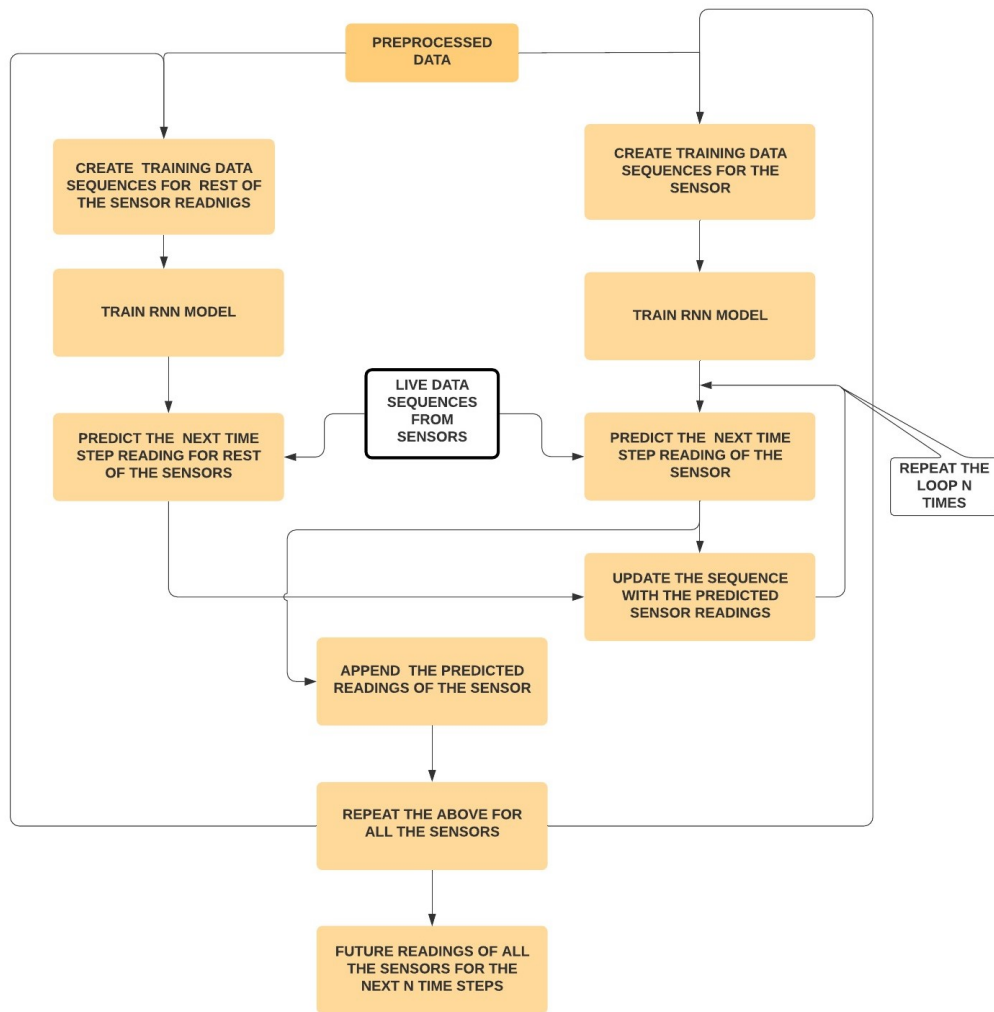 PREPROCESSED
DATA
CREATE TRAINING DATA
SEQUENCES FOR REST OF
THE SENSOR READNIGS
CREATE TRAINING DATA
SEQUENCES FOR THE
SENSOR
TRAIN RNN MODEL
TRAIN RNN MODEL
LIVE DATA
SEQUENCES
FROM
SENSORS
PREDICT THE NEXT TIME
STEP READING FOR REST
OF THE SENSORS
PREDICT THE NEXT TIME
STEP READING OF THE
SENSOR
REPEAT THE
LOOP N
TIMES
UPDATE THE SEQUENCE
WITH THE PREDICTED
SENSOR READINGS
APPEND THE PREDICTED
READINGS OF THE SENSOR
REPEAT THE ABOVE FOR
ALL THE SENSORS
FUTURE READINGS OF ALL
THE SENSORS FOR THE
NEXT N TIME STEPS